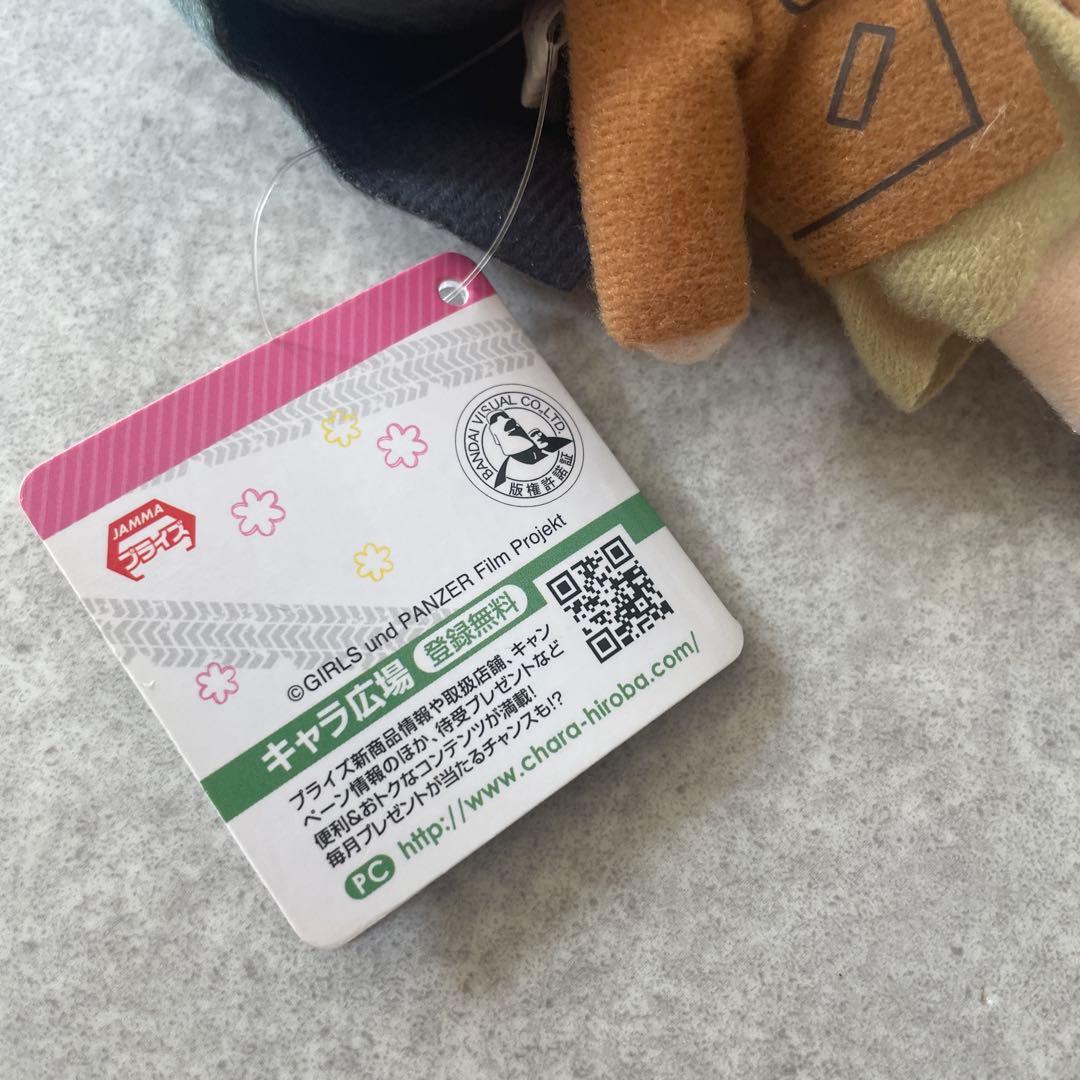 JAMMA
プライズ
BANDAI VISUAL CO.,LTD.
版権許諾証
©GIRLS und PANZER Film Projekt
キャラ広場 登録無料
プライズ新商品情報や取扱店舗、キャン
ペーン情報のほか、待受プレゼントなど
便利&おトクなコンテンツが満載!
毎月プレゼントが当たるチャンスも!?
PC http://www.chara-hiroba.com/